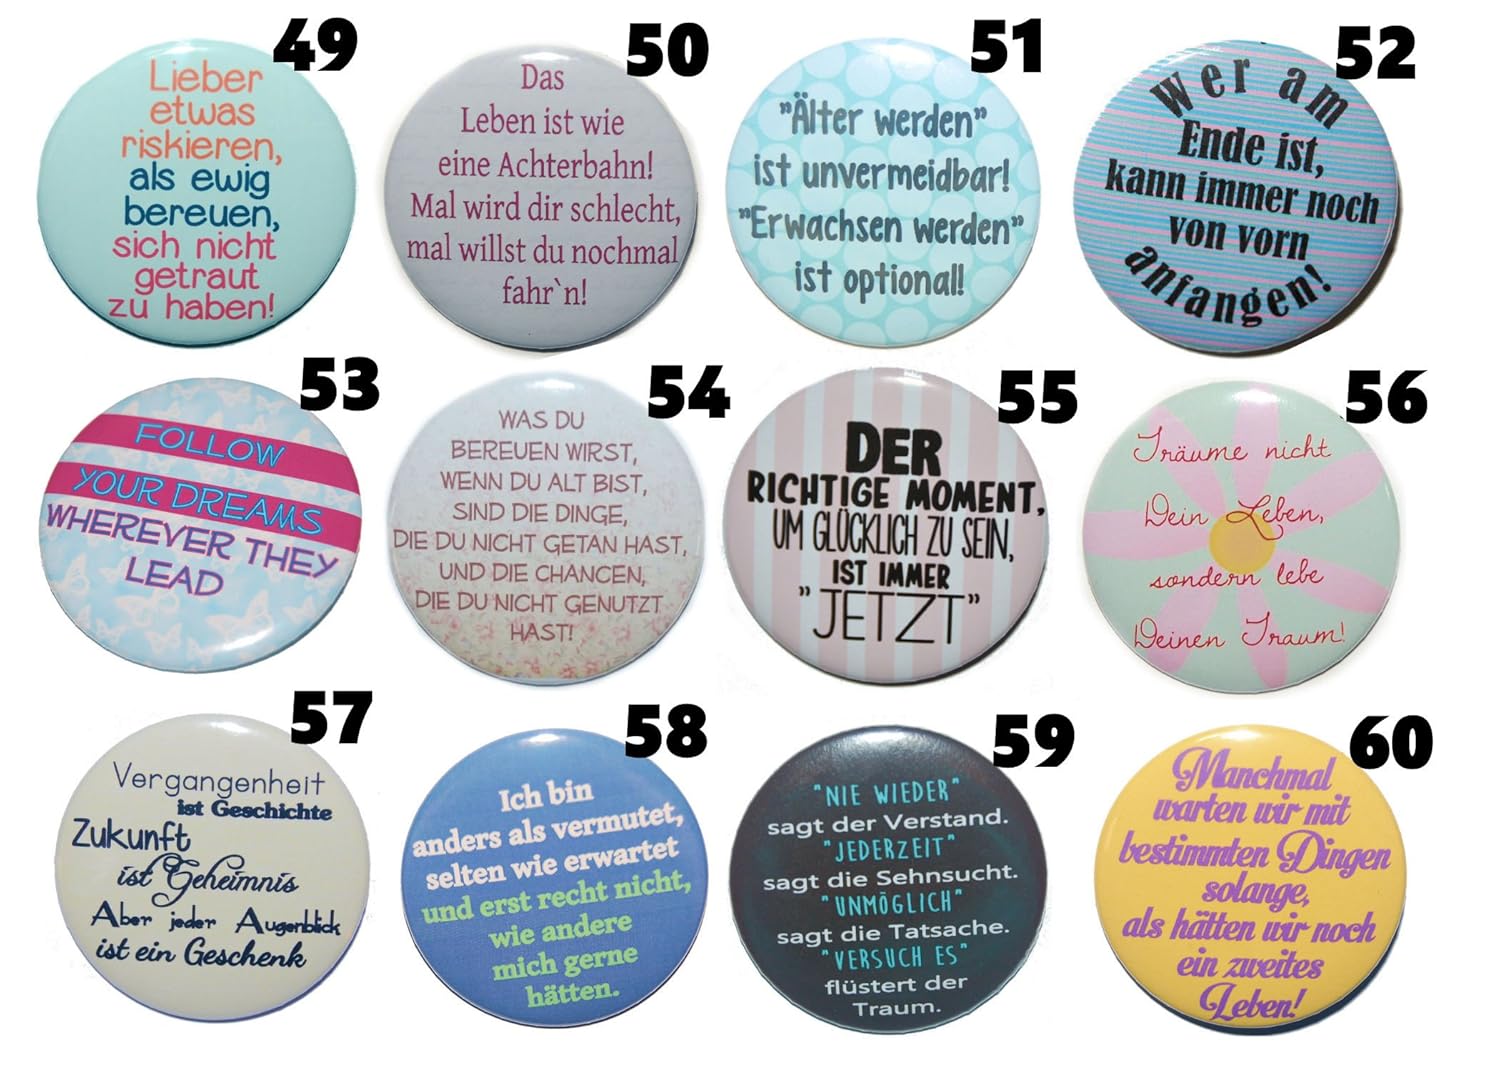 49
Lieber
etwas
riskieren,
als ewig
bereuen,
sich nicht
getraut
zu haben!
50
Das
Leben ist wie
eine Achterbahn!
Mal wird dir schlecht,
mal willst du nochmal
fahr`n!
51
"Älter werden"
ist unvermeidbar!
"Erwachsen werden"
ist optional!
52
Wer am
Ende ist,
kann immer noch
von vorn
anfangen!
53
FOLLOW
YOUR DREAMS
WHEREVER THEY
LEAD
54
WAS DU
BEREUEN WIRST,
WENN DU ALT BIST,
SIND DIE DINGE,
DIE DU NICHT GETAN HAST,
UND DIE CHANCEN,
DIE DU NICHT GENUTZT
HAST!
55
DER
RICHTIGE MOMENT,
UM GLÜCKLICH ZU SEIN,
IST IMMER
"JETZT"
56
Träume nicht
Dein Leben,
sondern lebe
Deinen Traum!
57
Vergangenheit
ist Geschichte
Zukunft
ist Geheimnis
Aber jeder Augenblick
ist ein Geschenk
58
Ich bin
anders als vermutet,
selten wie erwartet
und erst recht nicht,
wie andere
mich gerne
hätten.
59
"NIE WIEDER"
sagt der Verstand.
"JEDERZEIT"
sagt die Sehnsucht.
"UNMÖGLICH"
sagt die Tatsache.
"VERSUCH ES"
flüstert der
Traum.
60
Manchmal
warten wir mit
bestimmten Dingen
solange,
als hätten wir noch
ein zweites
Leben!